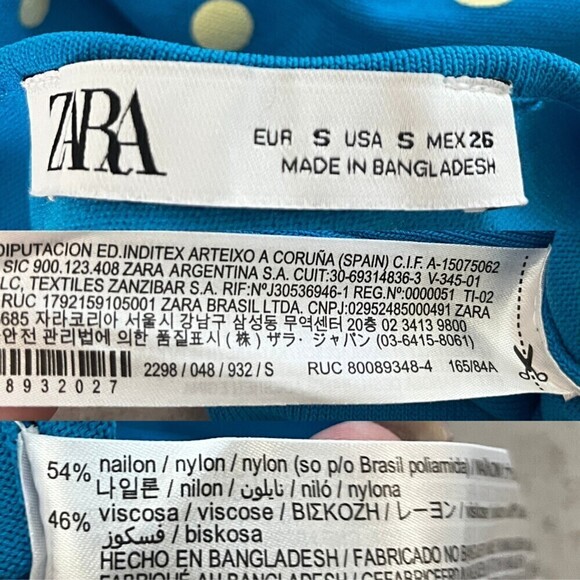 ZARA
EUR S USA S MEX 26
MADE IN BANGLADESH
DIPUTACION ED.INDITEX ARTEIXO A CORUÑA (SPAIN) C.I.F. A-15075062
SIC 900.123.408 ZARA ARGENTINA S.A. CUIT:30-69314836-3 V-345-01
LC, TEXTILES ZANZIBAR S.A. RIF:NºJ30536946-1 REG.Nº0000051 TI-02
RUC 1792159105001 ZARA BRASIL LTDA. CNPJ:02952485000491 ZARA
685 자라코리아 서울시 강남구 삼성동 무역센터 20층 02 3413 9800
안전 관리법에 의한 품질표시 (株) ザラ・ジャパン (03-6415-8061)
8932027
2298 / 048 / 932 / S RUC 80089348-4 165/84A
54% nailon / nylon / nylon (so p/o Brasil poliamida) /
나일론 / nilon / نايلون / niló / nylona
46% viscosa / viscose / ΒΙΣΚΟΖΗ / レーヨン /
فسكوز / biskosa
HECHO EN BANGLADESH / FABRICADO NO
FABRIQUÉ AU BANGLADESH /